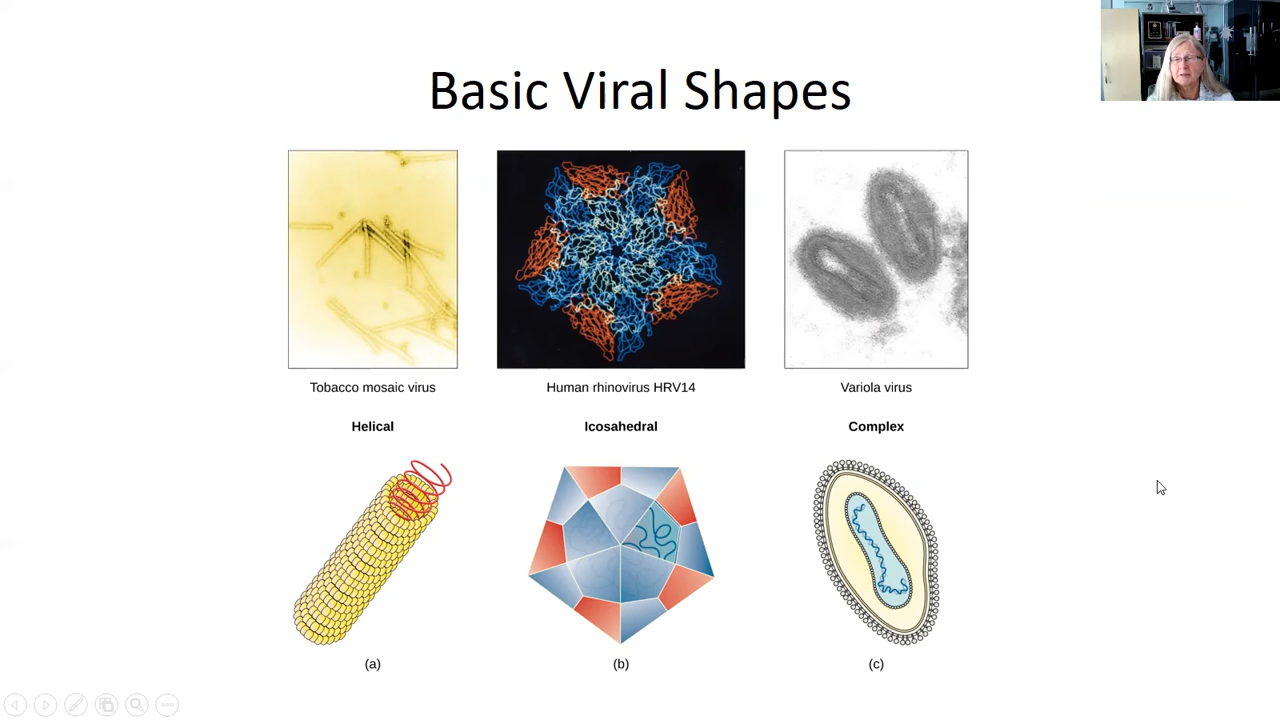 Basic Viral Shapes
Tobacco mosaic virus
Human rhinovirus HRV14
Variola virus
Helical
Icosahedral
Complex
(a)
(b)
(c)